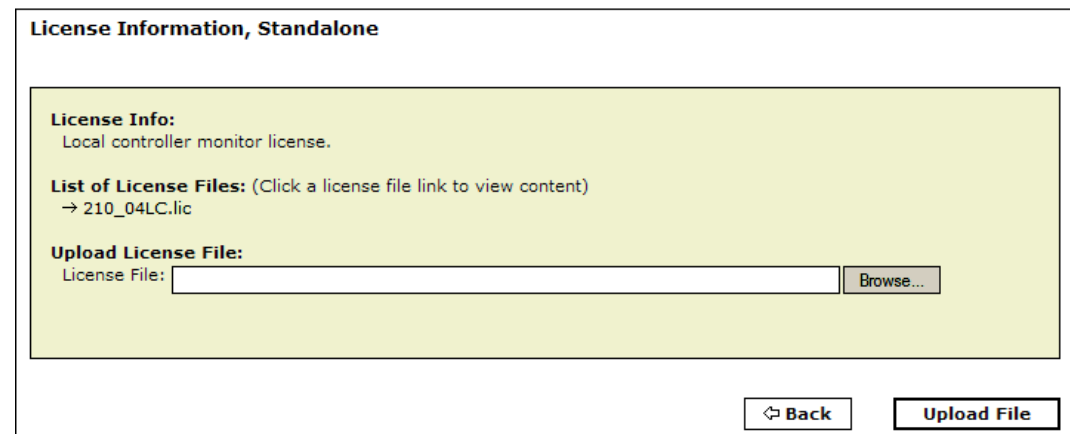 License Information, Standalone
License Info:
Local controller monitor license.
List of License Files: (Click a license file link to view content)
→ 210_04LC.lic
Upload License File:
License File: Browse...
⇦ Back Upload File